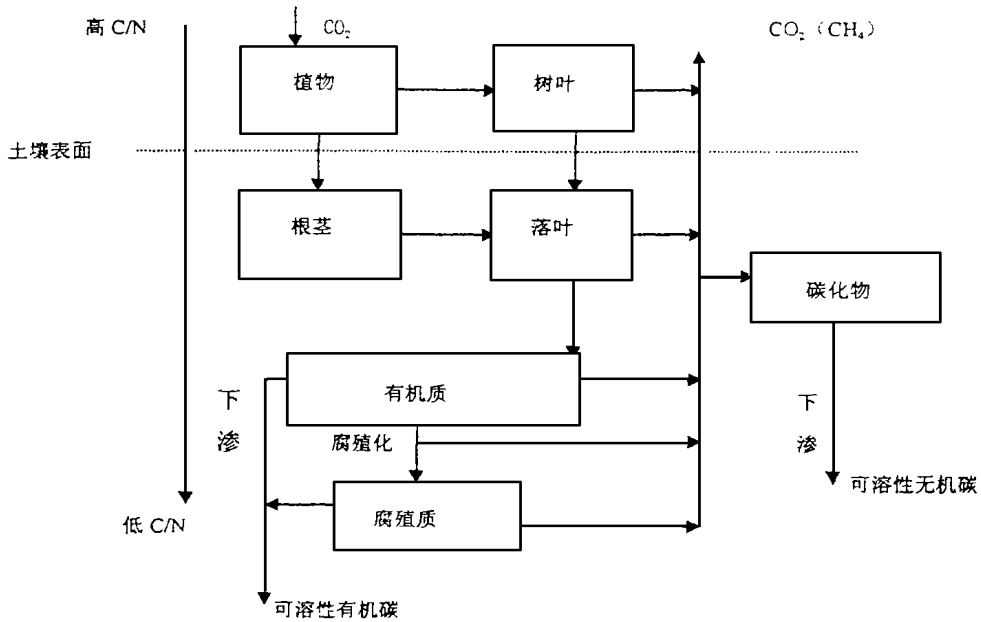 高 C/N
CO₂
CO₂（CH₄）
植物
树叶
土壤表面
根茎
落叶
碳化物
有机质
下
渗
下
渗
腐殖化
可溶性无机碳
腐殖质
低 C/N
可溶性有机碳